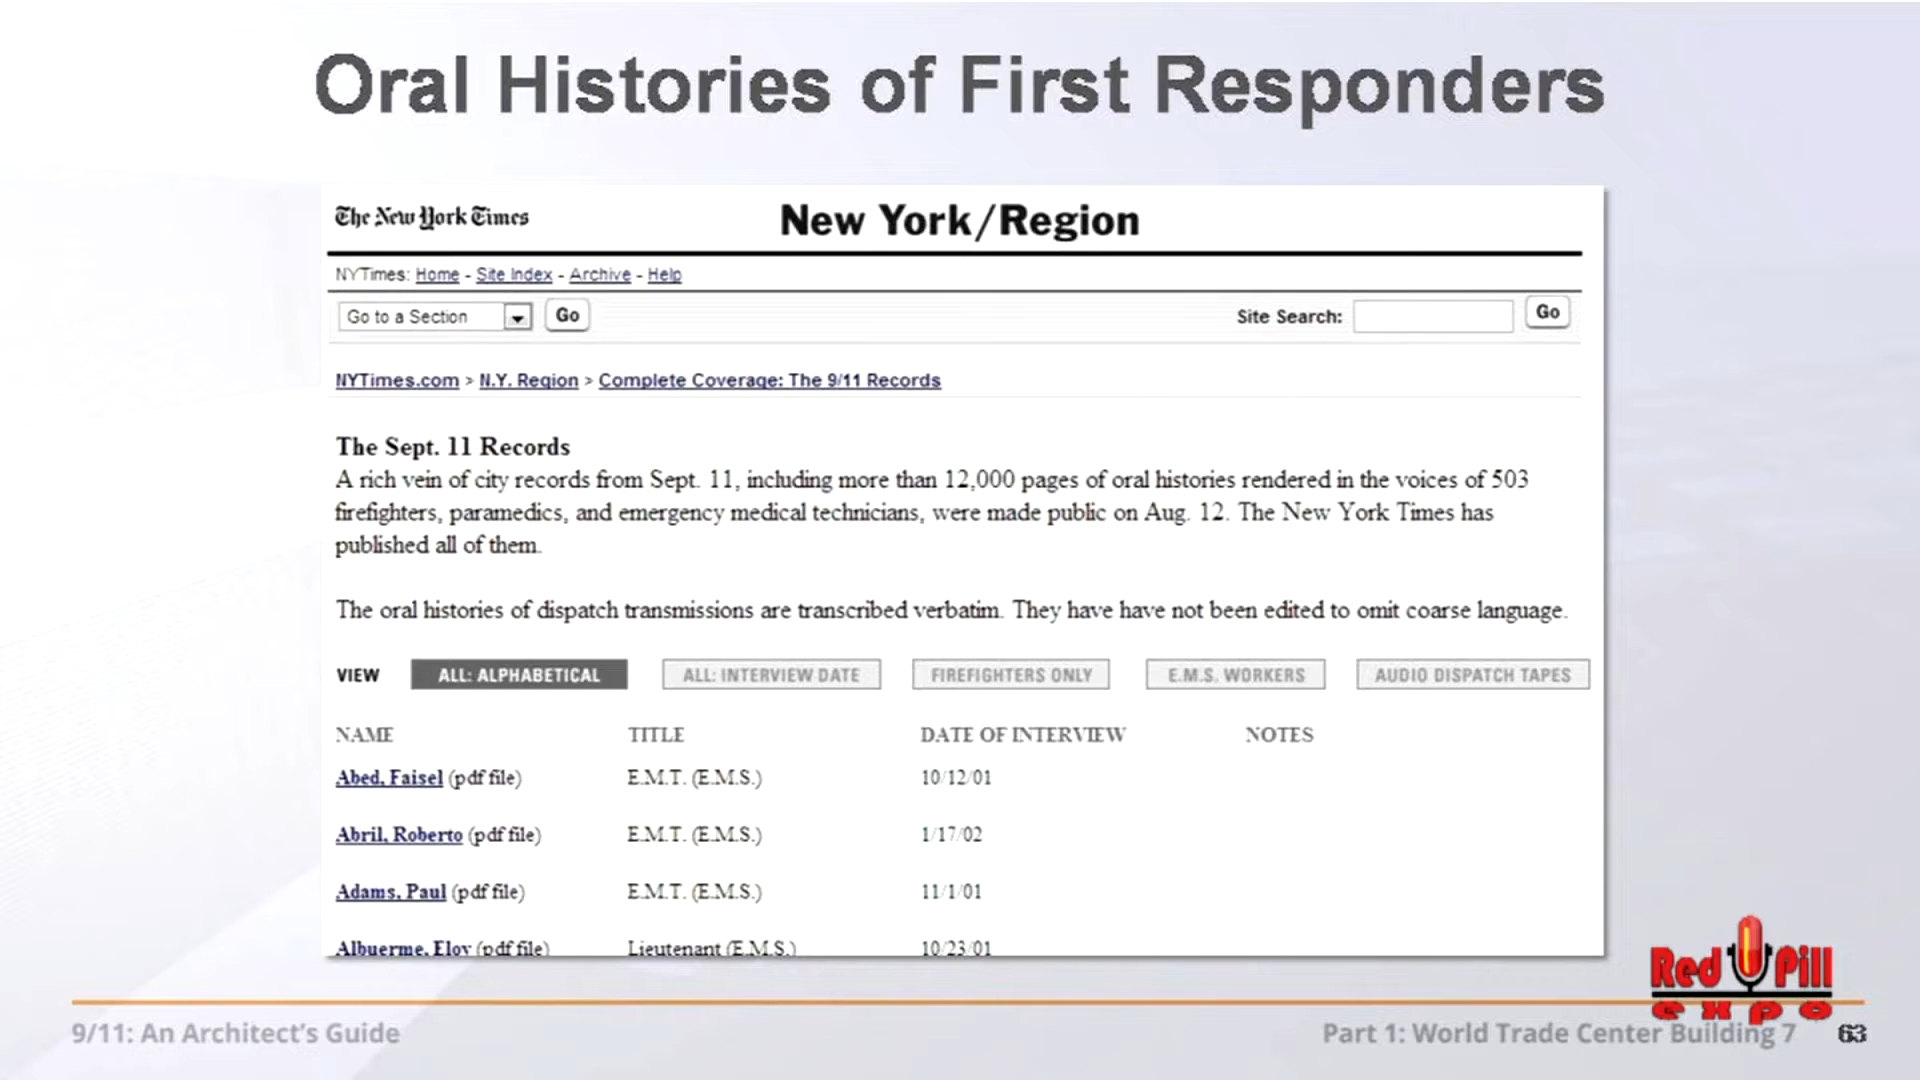 Oral Histories of First Responders
The New York Times
New York/Region
NYTimes: Home - Site Index - Archive - Help
Go to a Section Go Site Search: Go
NYTimes.com > N.Y. Region > Complete Coverage: The 9/11 Records
The Sept. 11 Records
A rich vein of city records from Sept. 11, including more than 12,000 pages of oral histories rendered in the voices of 503
firefighters, paramedics, and emergency medical technicians, were made public on Aug. 12. The New York Times has
published all of them.
The oral histories of dispatch transmissions are transcribed verbatim. They have have not been edited to omit coarse language.
VIEW ALL: ALPHABETICAL ALL: INTERVIEW DATE FIREFIGHTERS ONLY E.M.S. WORKERS AUDIO DISPATCH TAPES
NAME TITLE DATE OF INTERVIEW NOTES
Abed, Faisel (pdf file) E.M.T. (E.M.S.) 10/12/01
Abril, Roberto (pdf file) E.M.T. (E.M.S.) 1/17/02
Adams, Paul (pdf file) E.M.T. (E.M.S.) 11/1/01
Albuerme, Eloy (pdf file) Lieutenant (E.M.S.) 10/23/01
Red Pill
expo
9/11: An Architect's Guide
Part 1: World Trade Center Building 7 63